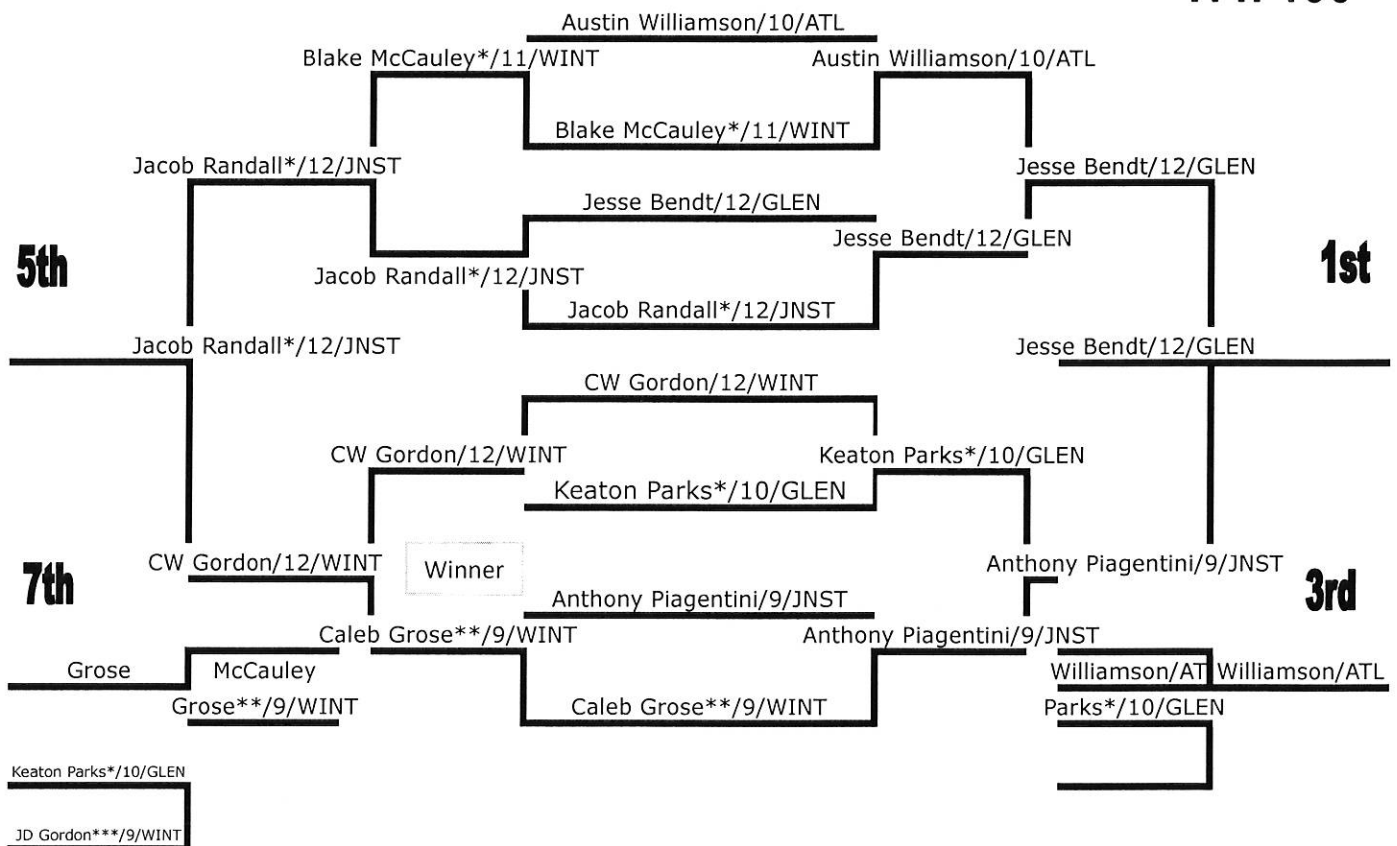 Austin Williamson/10/ATL
Blake McCauley*/11/WINT
Austin Williamson/10/ATL
Blake McCauley*/11/WINT
Jacob Randall*/12/JNST
Jesse Bendt/12/GLEN
Jesse Bendt/12/GLEN
Jesse Bendt/12/GLEN
5th
1st
Jacob Randall*/12/JNST
Jacob Randall*/12/JNST
Jacob Randall*/12/JNST
Jesse Bendt/12/GLEN
CW Gordon/12/WINT
CW Gordon/12/WINT
Keaton Parks*/10/GLEN
Keaton Parks*/10/GLEN
CW Gordon/12/WINT
Winner
Anthony Piagentini/9/JNST
7th
3rd
Anthony Piagentini/9/JNST
Caleb Grose**/9/WINT
Anthony Piagentini/9/JNST
Grose
McCauley
Williamson/AT
Williamson/ATL
Grose**/9/WINT
Caleb Grose**/9/WINT
Parks*/10/GLEN
Keaton Parks*/10/GLEN
JD Gordon***/9/WINT